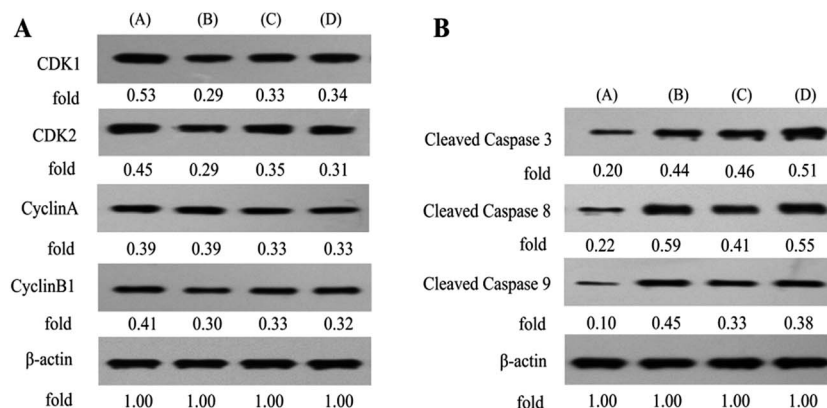 A
(A) (B) (C) (D)
CDK1
fold 0.53 0.29 0.33 0.34
CDK2
fold 0.45 0.29 0.35 0.31
CyclinA
fold 0.39 0.39 0.33 0.33
CyclinB1
fold 0.41 0.30 0.33 0.32
β-actin
fold 1.00 1.00 1.00 1.00
B
(A) (B) (C) (D)
Cleaved Caspase 3
fold 0.20 0.44 0.46 0.51
Cleaved Caspase 8
fold 0.22 0.59 0.41 0.55
Cleaved Caspase 9
fold 0.10 0.45 0.33 0.38
β-actin
fold 1.00 1.00 1.00 1.00